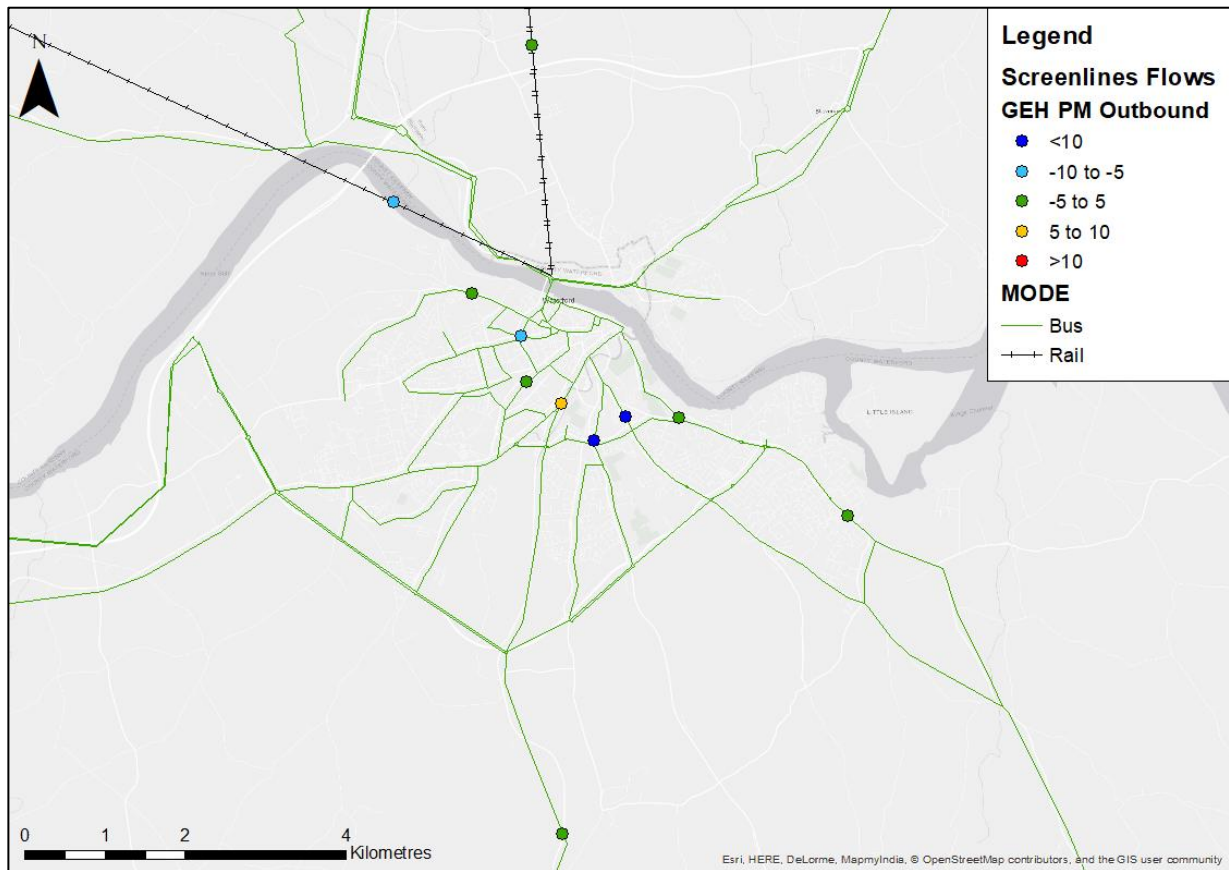 N
Legend
Screenlines Flows
GEH PM Outbound
<10
-10 to -5
-5 to 5
5 to 10
>10
MODE
Bus
Rail
LITTLE ISLAND
0 1 2 4
Kilometres
Esri, HERE, DeLorme, MapmyIndia, © OpenStreetMap contributors, and the GIS user community